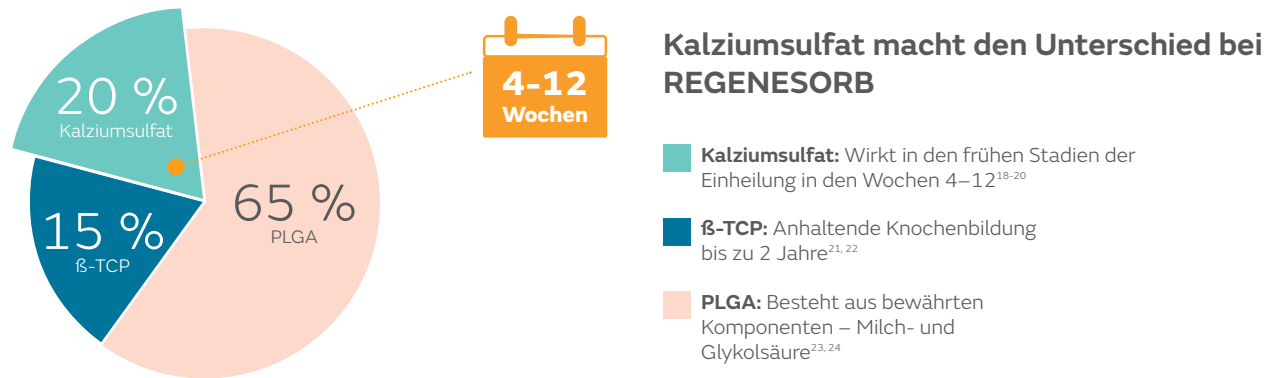 20 %
Kalziumsulfat
15 %
ß-TCP
65 %
PLGA
4-12
Wochen
Kalziumsulfat macht den Unterschied bei
REGENESORB
Kalziumsulfat: Wirkt in den frühen Stadien der
Einheilung in den Wochen 4–12¹⁸⁻²⁰
ß-TCP: Anhaltende Knochenbildung
bis zu 2 Jahre²¹, ²²
PLGA: Besteht aus bewährten
Komponenten – Milch- und
Glykolsäure²³, ²⁴